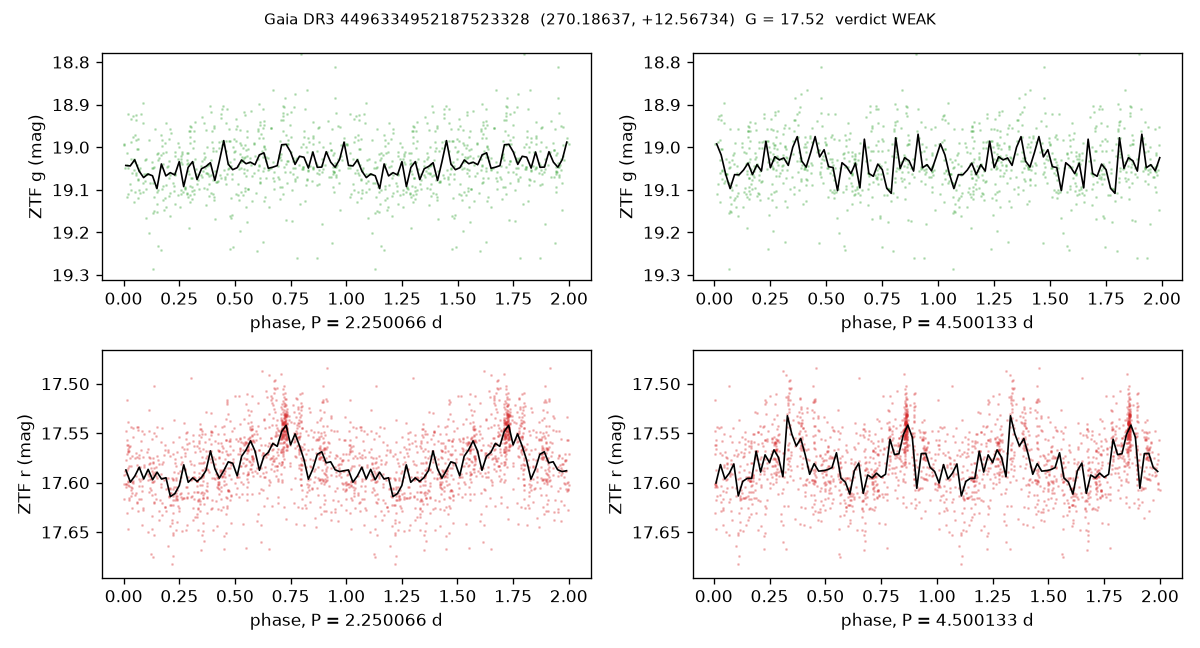 Gaia DR3 4496334952187523328  (270.18637, +12.56734)  G = 17.52  verdict WEAK
ZTF g (mag)
18.8
18.9
19.0
19.1
19.2
19.3
0.00 0.25 0.50 0.75 1.00 1.25 1.50 1.75 2.00
phase, P = 2.250066 d
ZTF g (mag)
18.8
18.9
19.0
19.1
19.2
19.3
0.00 0.25 0.50 0.75 1.00 1.25 1.50 1.75 2.00
phase, P = 4.500133 d
ZTF r (mag)
17.50
17.55
17.60
17.65
0.00 0.25 0.50 0.75 1.00 1.25 1.50 1.75 2.00
phase, P = 2.250066 d
ZTF r (mag)
17.50
17.55
17.60
17.65
0.00 0.25 0.50 0.75 1.00 1.25 1.50 1.75 2.00
phase, P = 4.500133 d